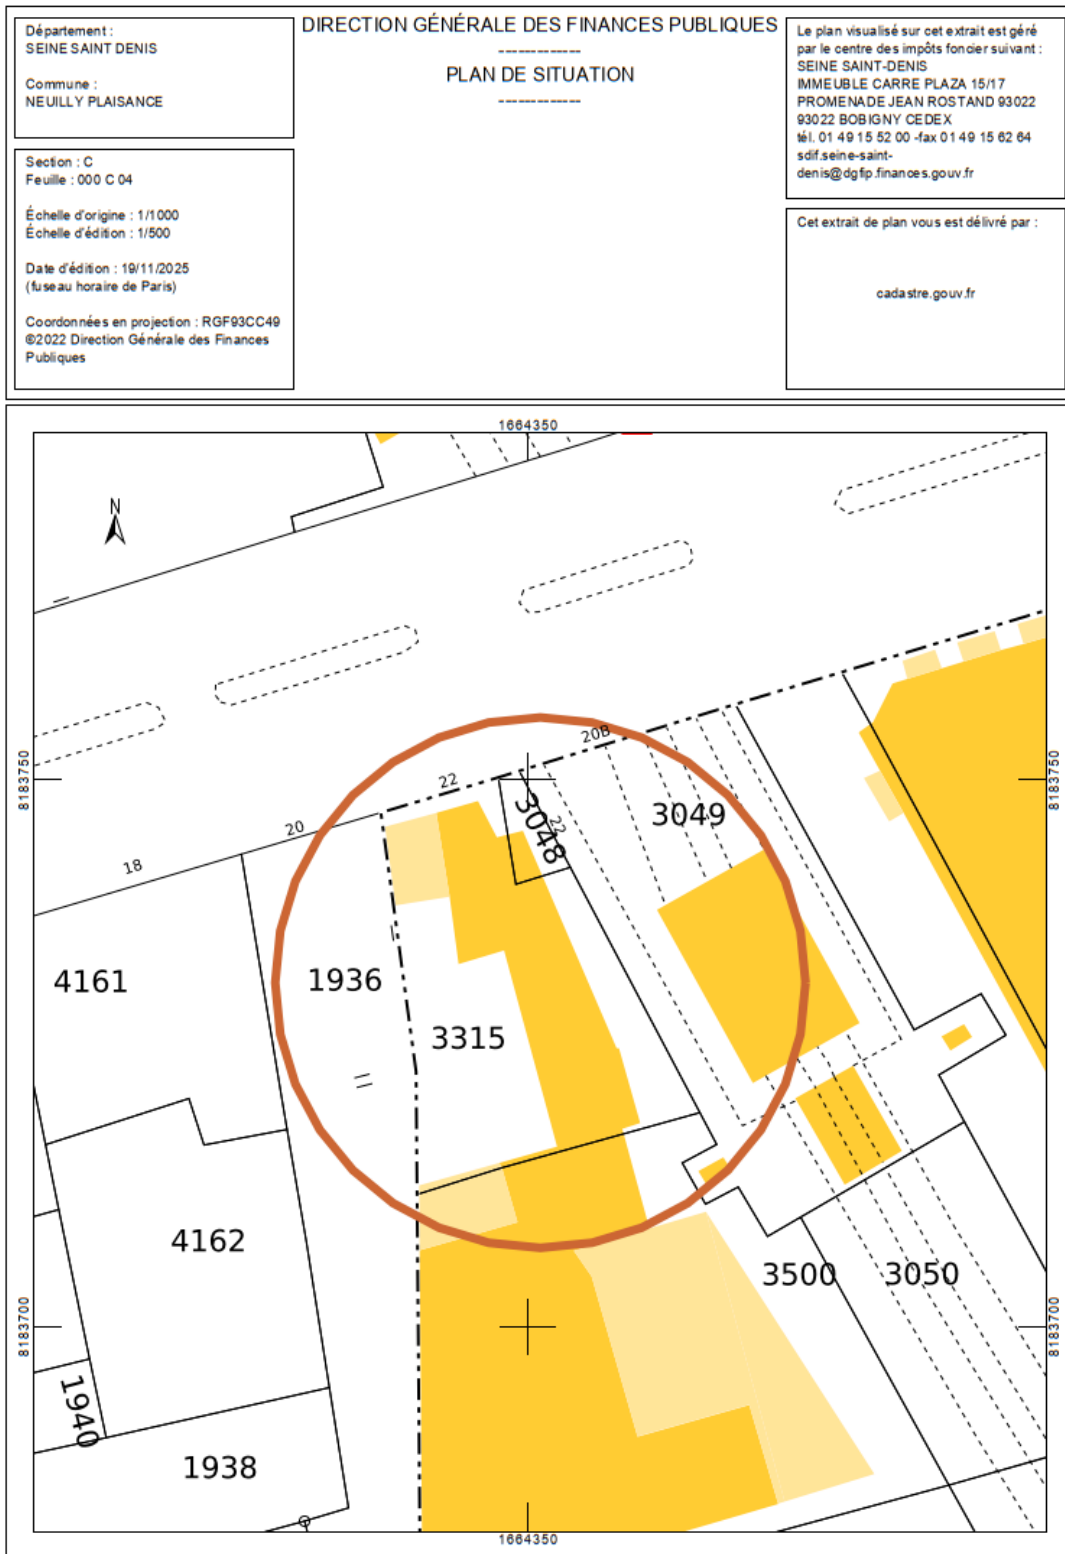 Département :
SEINE SAINT DENIS
Commune :
NEUILLY PLAISANCE
Section : C
Feuille : 000 C 04
Échelle d'origine : 1/1000
Échelle d'édition : 1/500
Date d'édition : 19/11/2025
(fuseau horaire de Paris)
Coordonnées en projection : RGF93CC49
©2022 Direction Générale des Finances
Publiques
DIRECTION GÉNÉRALE DES FINANCES PUBLIQUES
-------------
PLAN DE SITUATION
-------------
Le plan visualisé sur cet extrait est géré
par le centre des impôts foncier suivant :
SEINE SAINT-DENIS
IMMEUBLE CARRE PLAZA 15/17
PROMENADE JEAN ROSTAND 93022
93022 BOBIGNY CEDEX
tél. 01 49 15 52 00 -fax 01 49 15 62 64
sdif.seine-saint-
denis@dgfip.finances.gouv.fr
Cet extrait de plan vous est délivré par :
cadastre.gouv.fr
1664350
N
20B
22
8183750
8183750
3048
22
3049
20
18
4161
1936
3315
4162
3500
3050
8183700
8183700
1940
1938
1664350